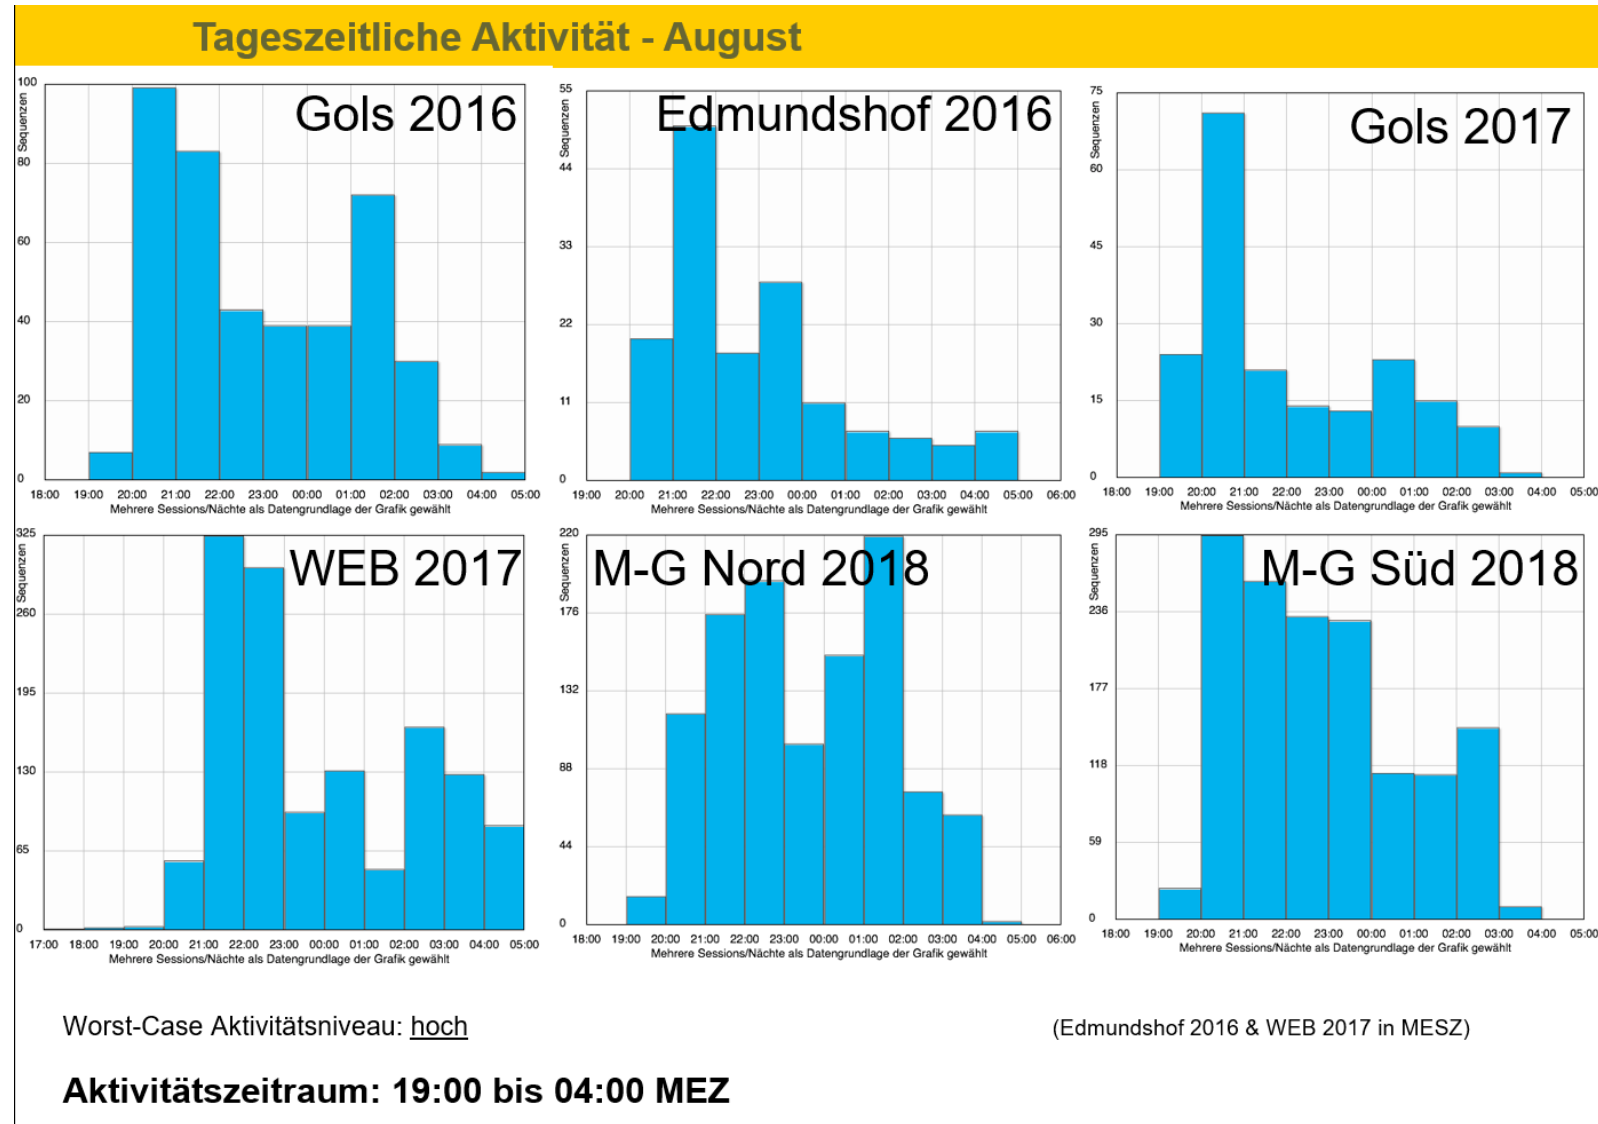 Tageszeitliche Aktivität - August
Gols 2016
Sequenzen
100
80
60
40
20
0
18:00 19:00 20:00 21:00 22:00 23:00 00:00 01:00 02:00 03:00 04:00 05:00
Mehrere Sessions/Nächte als Datengrundlage der Grafik gewählt
Edmundshof 2016
Sequenzen
55
44
33
22
11
0
19:00 20:00 21:00 22:00 23:00 00:00 01:00 02:00 03:00 04:00 05:00 06:00
Mehrere Sessions/Nächte als Datengrundlage der Grafik gewählt
Gols 2017
Sequenzen
75
60
45
30
15
0
18:00 19:00 20:00 21:00 22:00 23:00 00:00 01:00 02:00 03:00 04:00 05:00
Mehrere Sessions/Nächte als Datengrundlage der Grafik gewählt
WEB 2017
Sequenzen
325
260
195
130
65
0
17:00 18:00 19:00 20:00 21:00 22:00 23:00 00:00 01:00 02:00 03:00 04:00 05:00
Mehrere Sessions/Nächte als Datengrundlage der Grafik gewählt
M-G Nord 2018
Sequenzen
220
176
132
88
44
0
18:00 19:00 20:00 21:00 22:00 23:00 00:00 01:00 02:00 03:00 04:00 05:00 06:00
Mehrere Sessions/Nächte als Datengrundlage der Grafik gewählt
M-G Süd 2018
Sequenzen
295
236
177
118
59
0
18:00 19:00 20:00 21:00 22:00 23:00 00:00 01:00 02:00 03:00 04:00 05:00
Mehrere Sessions/Nächte als Datengrundlage der Grafik gewählt
Worst-Case Aktivitätsniveau: hoch
(Edmundshof 2016 & WEB 2017 in MESZ)
Aktivitätszeitraum: 19:00 bis 04:00 MEZ